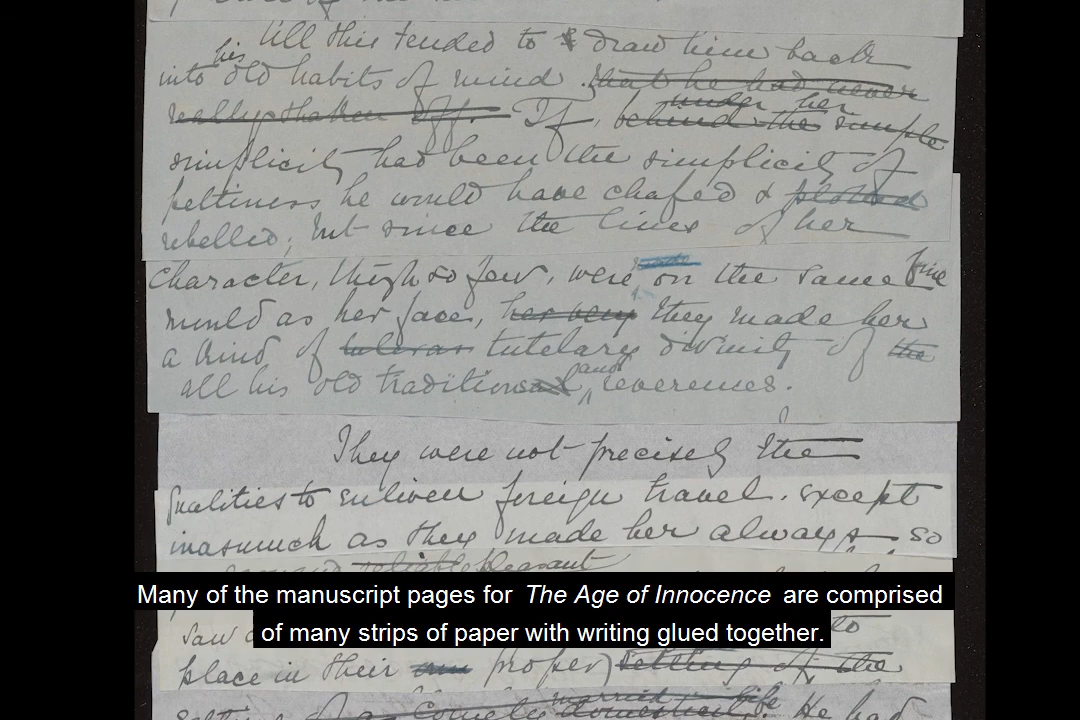 All this tended to draw him back
his
into old habits of mind. that he had never
under her
really shaken off. If, behind the simple
simplicity had been the simplicity of
pettiness he would have chafed &
rebelled; but since the lines of her
character, though so few, were on the same fine
mould as her face, her very they made her
a kind of tutelary divinity of the
and
all his old traditions reverences.
They were not precisely the
qualities to enliven foreign travel, except
inasmuch as they made her always so
pleasant
Many of the manuscript pages for The Age of Innocence are comprised
of many strips of paper with writing glued together.
saw
to
place in their proper setting of the
married life
domesticity. He had